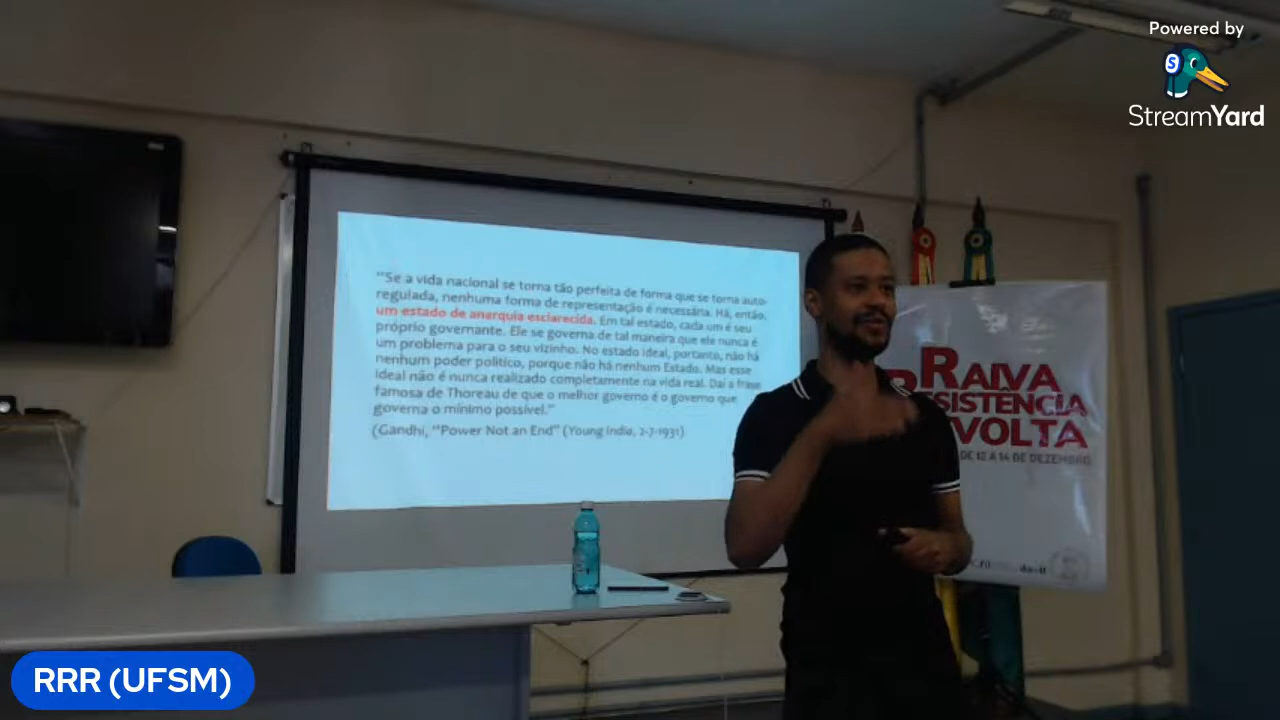 Powered by
StreamYard
“Se a vida nacional se torna tão perfeita de forma que se torna auto-
regulada, nenhuma forma de representação é necessária. Há, então,
um estado de anarquia esclarecida. Em tal estado, cada um é seu
próprio governante. Ele se governa de tal maneira que ele nunca é
um problema para o seu vizinho. No estado ideal, portanto, não há
nenhum poder político, porque não há nenhum Estado. Mas esse
ideal não é nunca realizado completamente na vida real. Daí a frase
famosa de Thoreau de que o melhor governo é o governo que
governa o mínimo possível.”
(Gandhi, “Power Not an End” (Young India, 2-7-1931)
RAIVA
RESISTÊNCIA
VOLTA
DE 12 A 14 DE DEZEMBRO
RRR (UFSM)